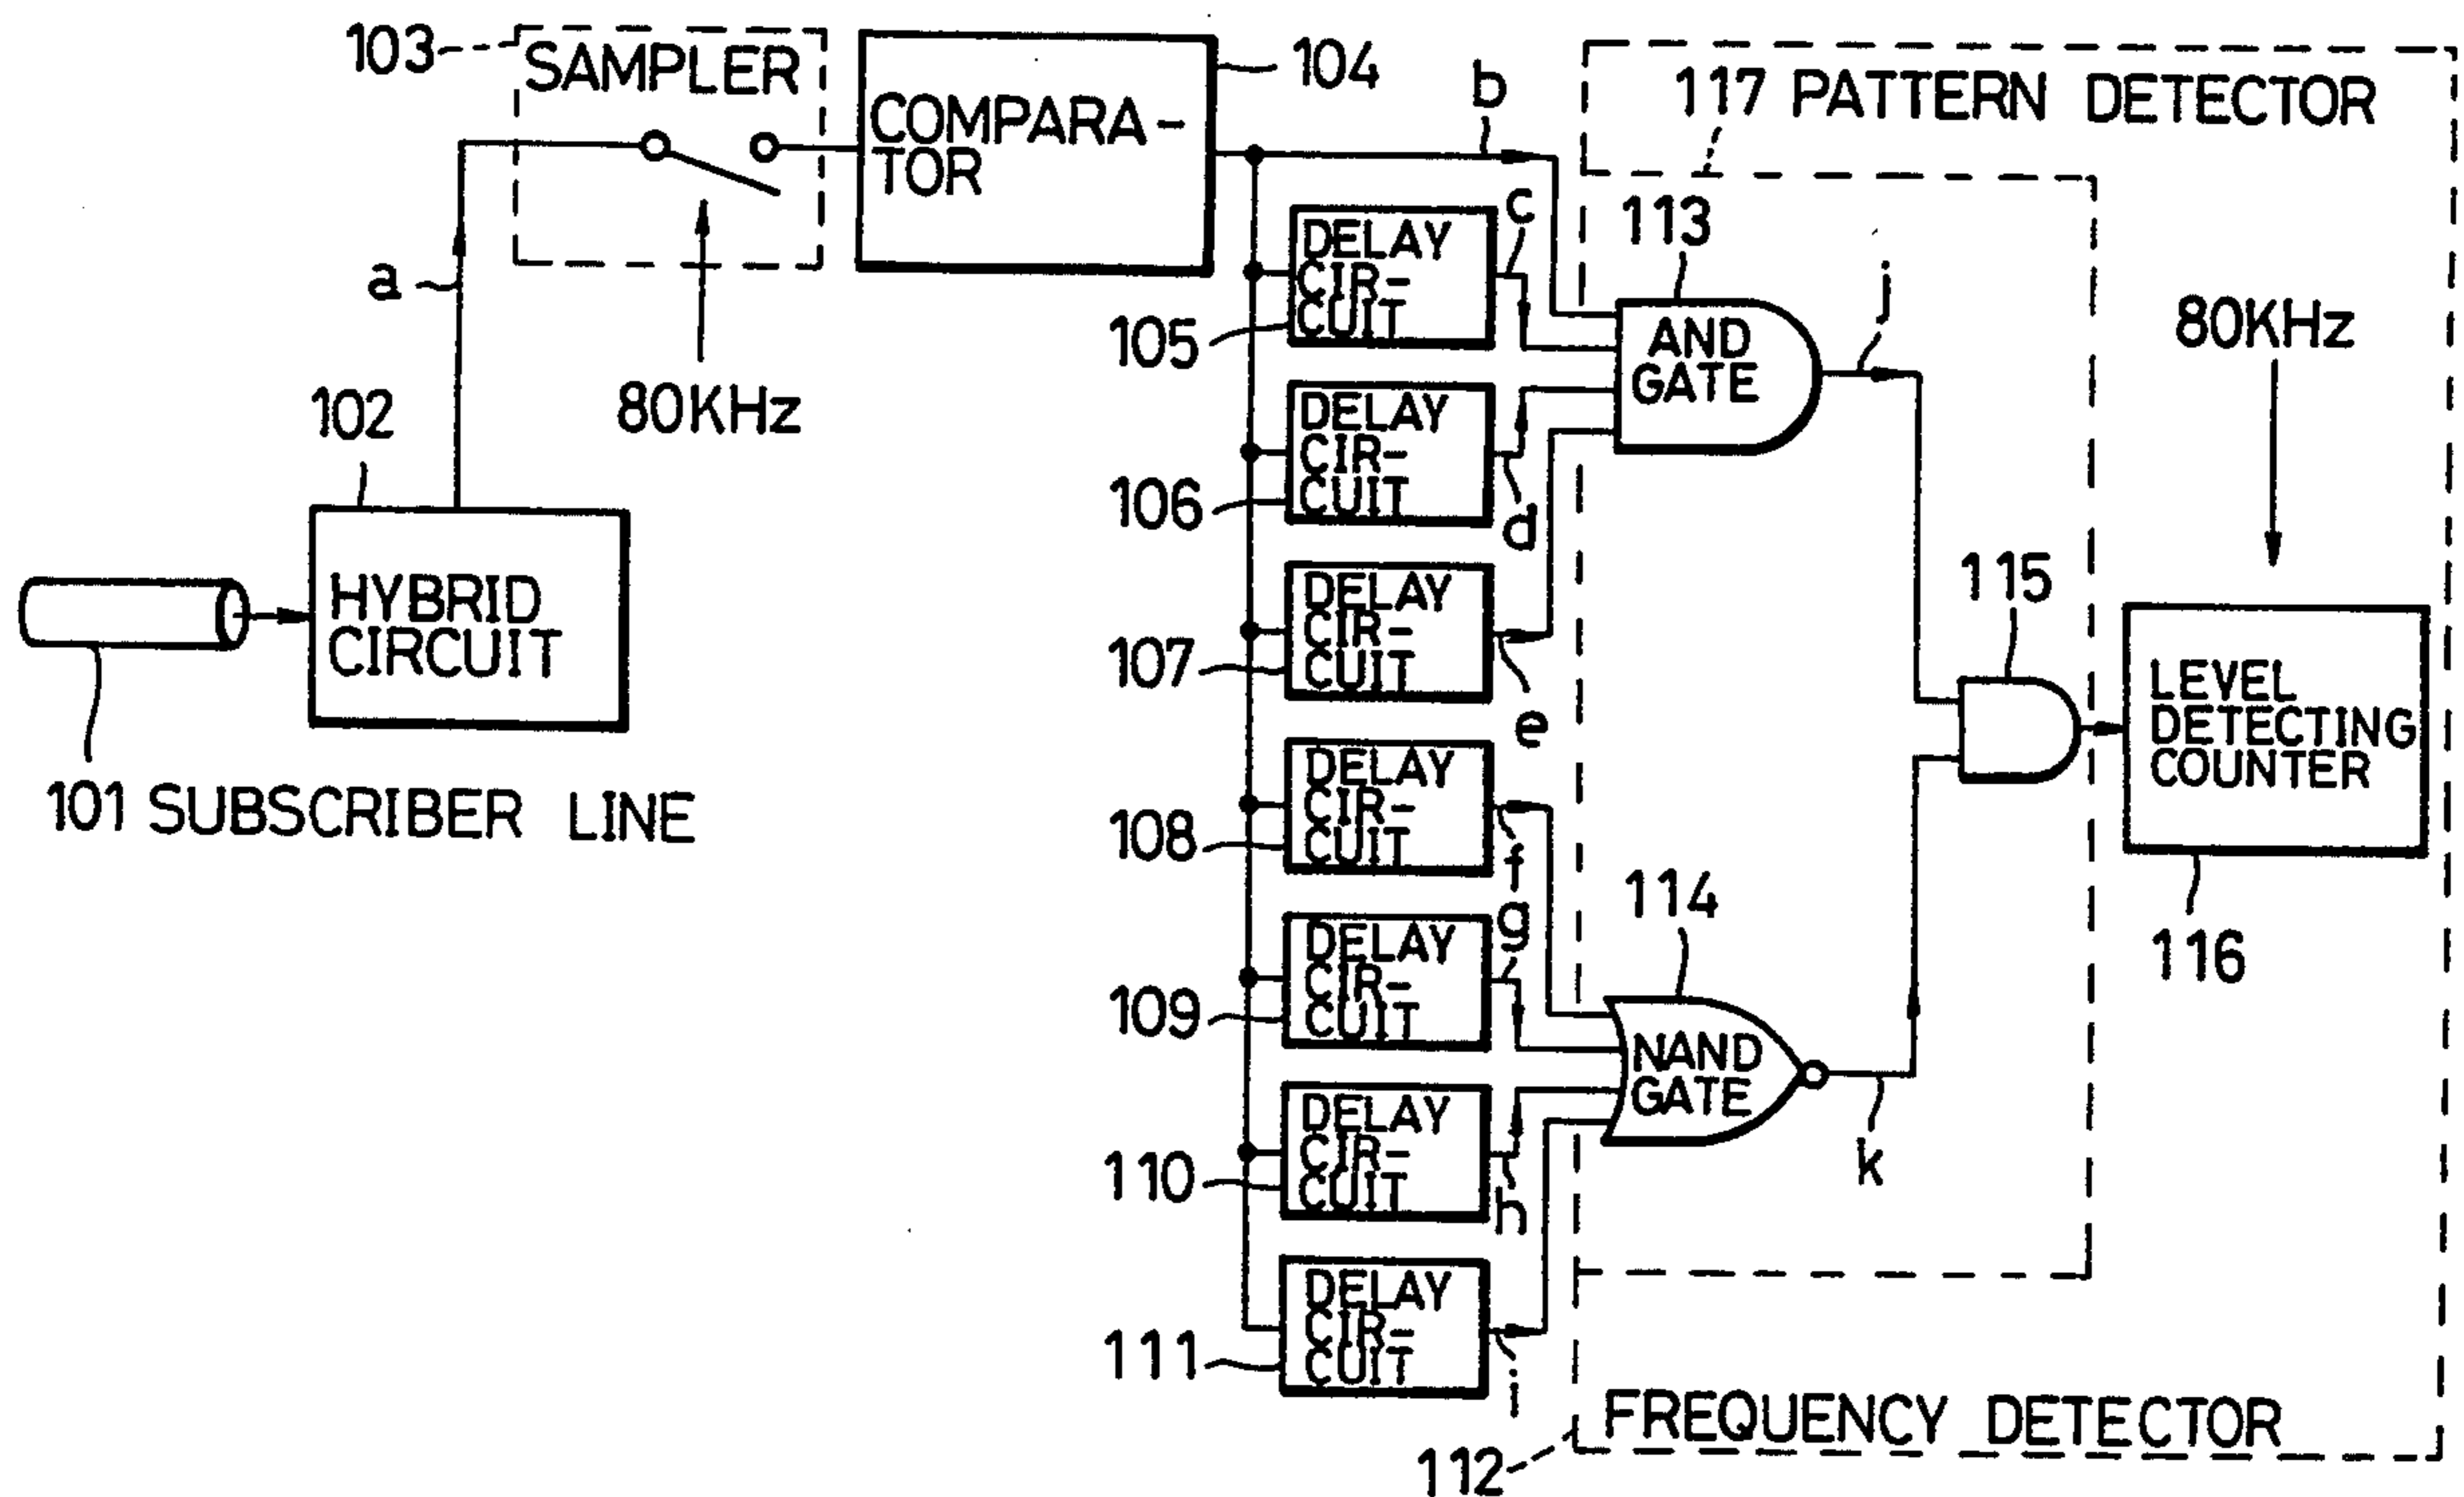 103
SAMPLER
COMPARA-
TOR
104
b
117 PATTERN DETECTOR
a
80KHz
102
HYBRID
CIRCUIT
101 SUBSCRIBER LINE
105
DELAY
CIR-
CUIT
c
106
DELAY
CIR-
CUIT
d
107
DELAY
CIR-
CUIT
e
108
DELAY
CIR-
CUIT
f
109
DELAY
CIR-
CUIT
g
110
DELAY
CIR-
CUIT
h
111
DELAY
CIR-
CUIT
i
113
AND
GATE
j
114
NAND
GATE
k
115
80KHz
LEVEL
DETECTING
COUNTER
116
112
FREQUENCY DETECTOR